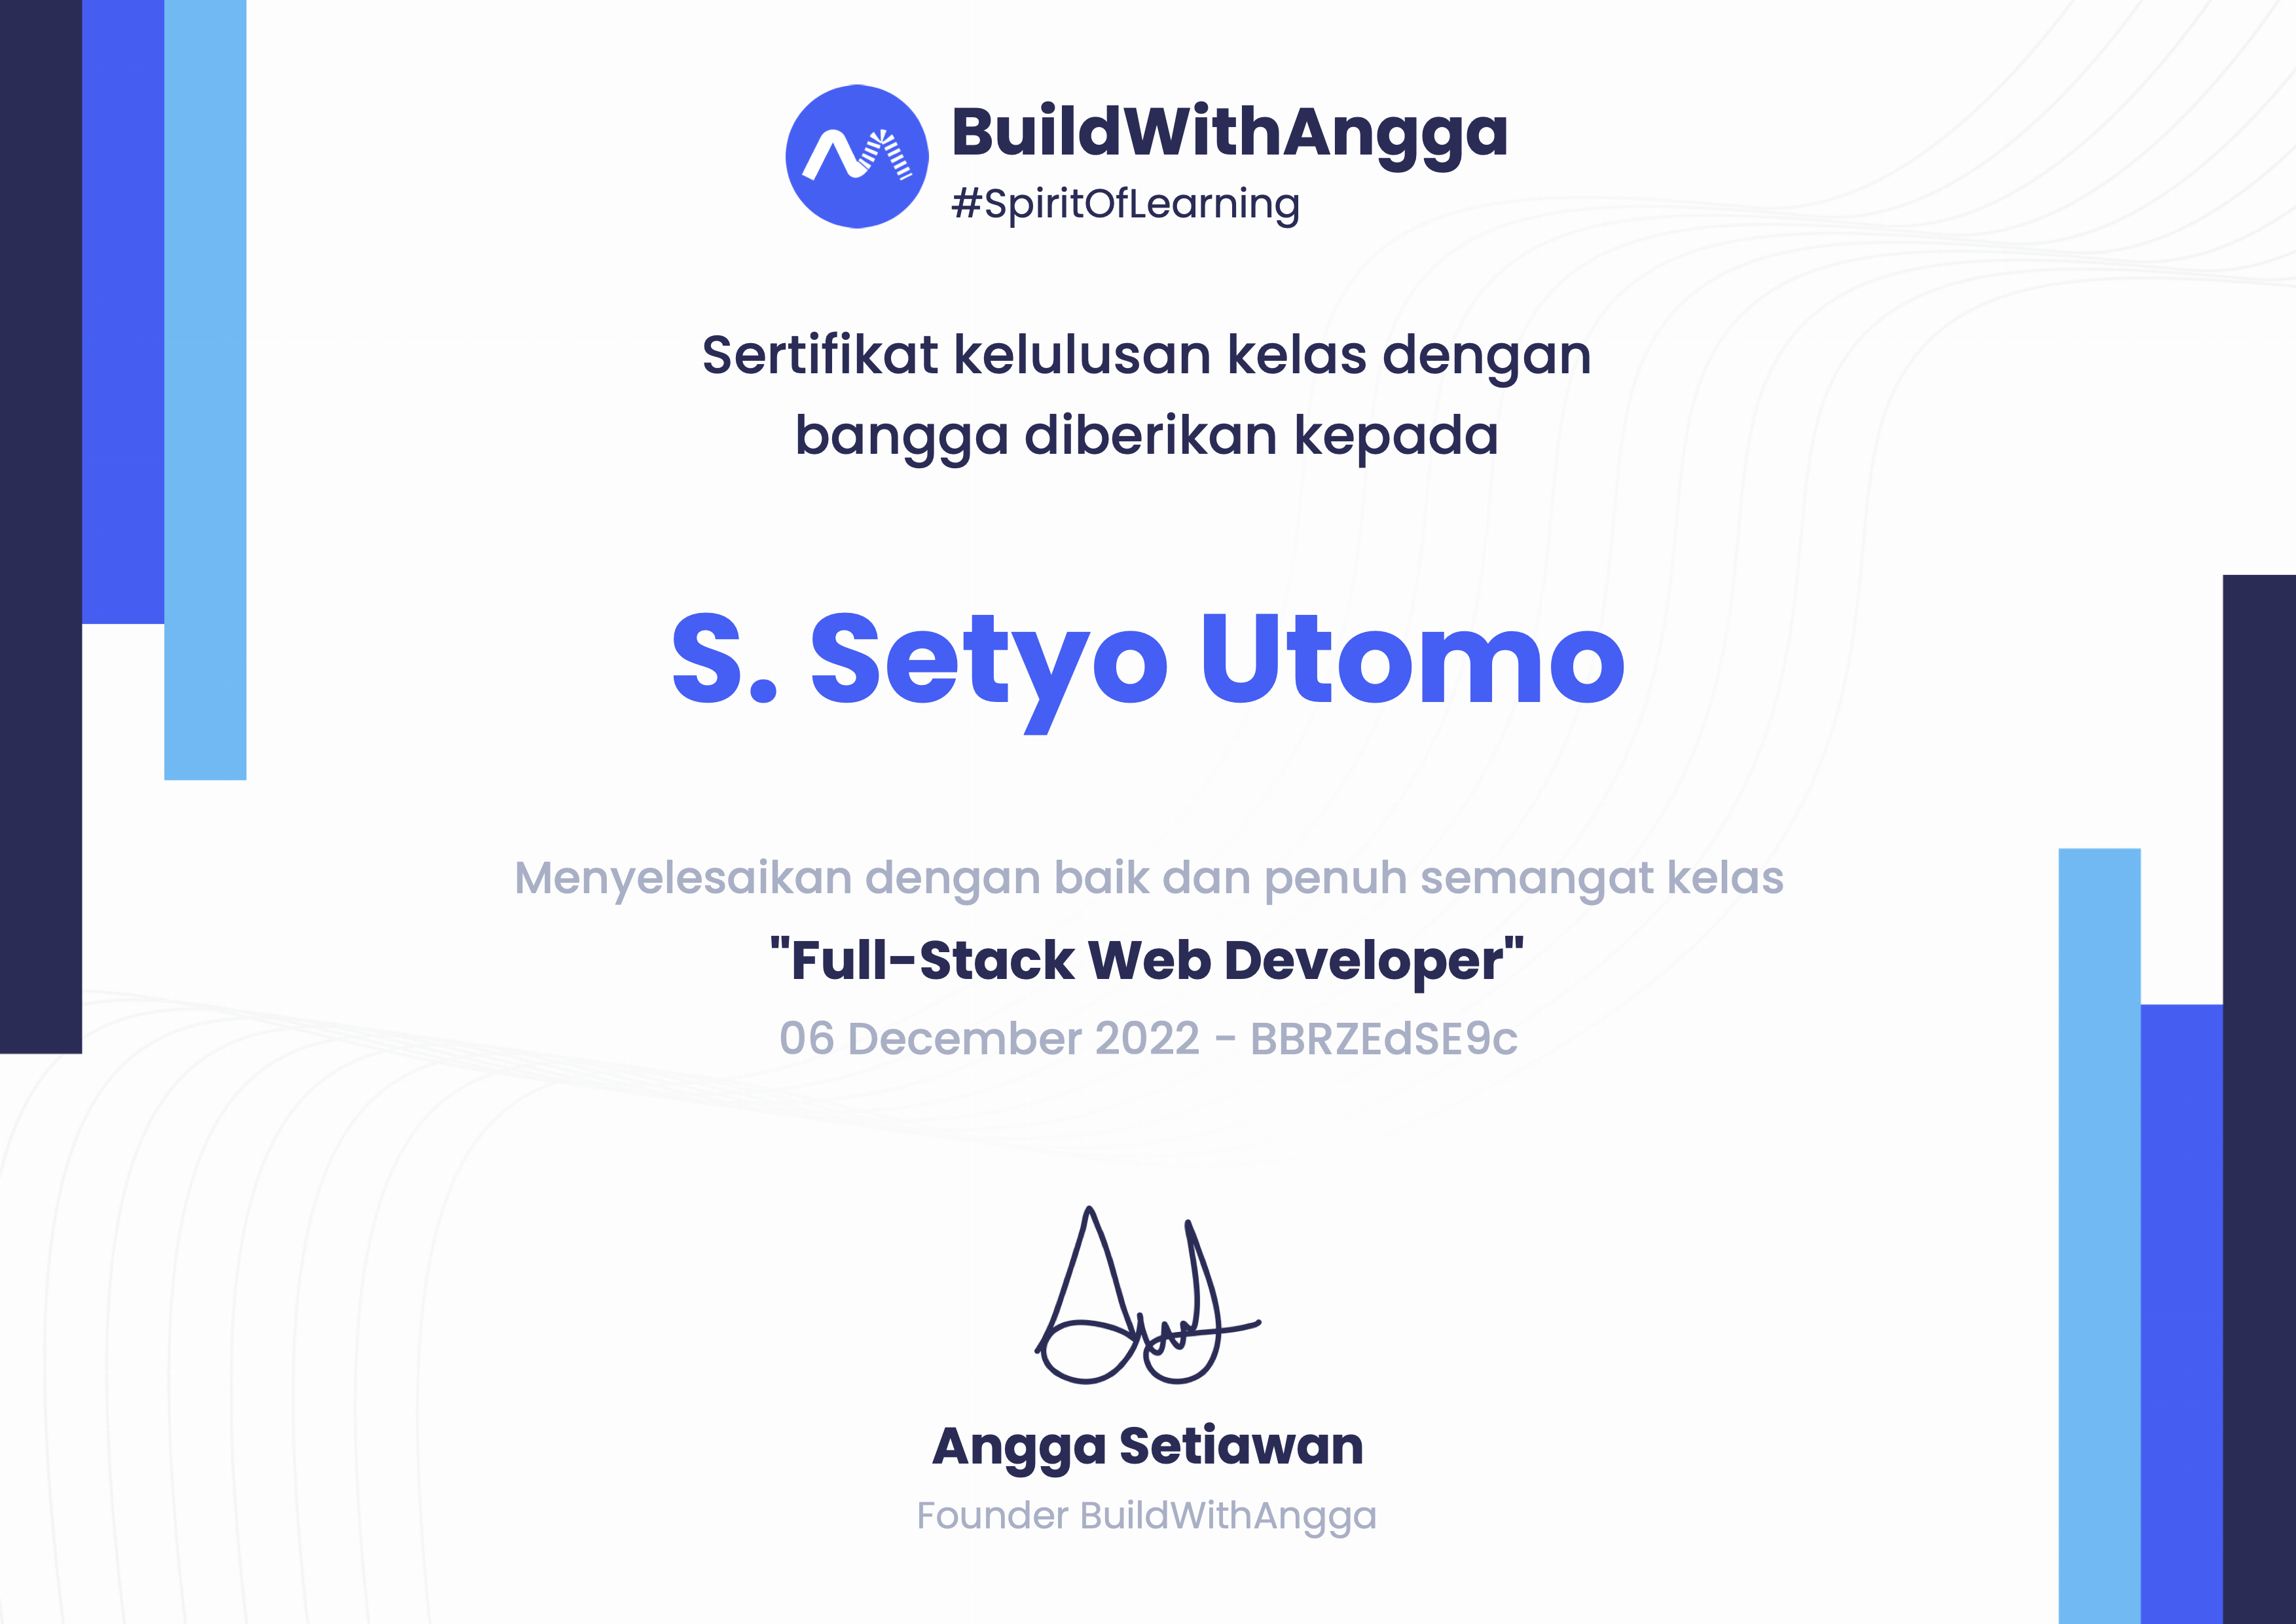 BuildWithAngga
#SpiritOfLearning
Sertifikat kelulusan kelas dengan
bangga diberikan kepada
S. Setyo Utomo
Menyelesaikan dengan baik dan penuh semangat kelas
"Full-Stack Web Developer"
06 December 2022 - BBRZEdSE9c
Angga Setiawan
Founder BuildWithAngga